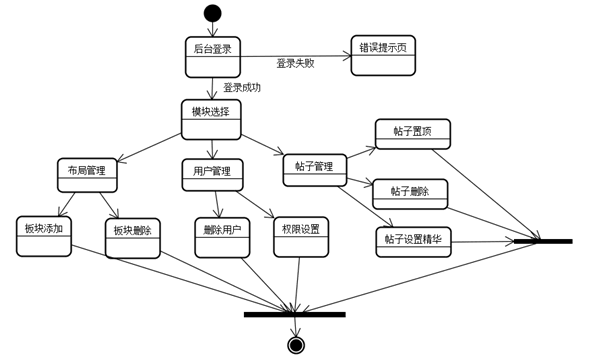 后台登录
错误提示页
登录失败
登录成功
模块选择
帖子置顶
布局管理
用户管理
帖子管理
帖子删除
板块添加
板块删除
删除用户
权限设置
帖子设置精华